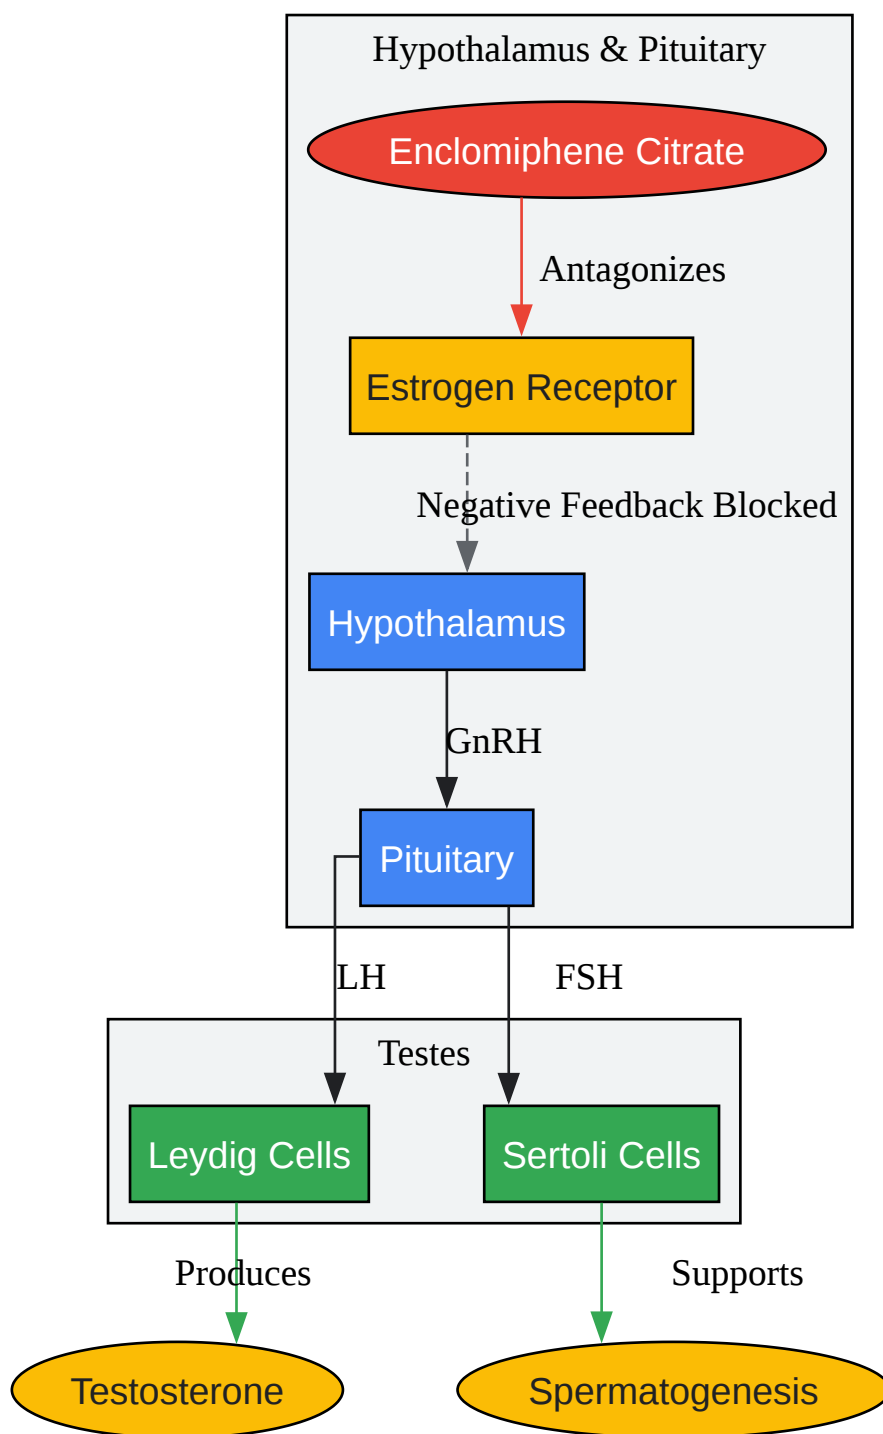 Hypothalamus & Pituitary
Enclomiphene Citrate
Antagonizes
Estrogen Receptor
Negative Feedback Blocked
Hypothalamus
GnRH
Pituitary
LH
FSH
Testes
Leydig Cells
Sertoli Cells
Produces
Supports
Testosterone
Spermatogenesis